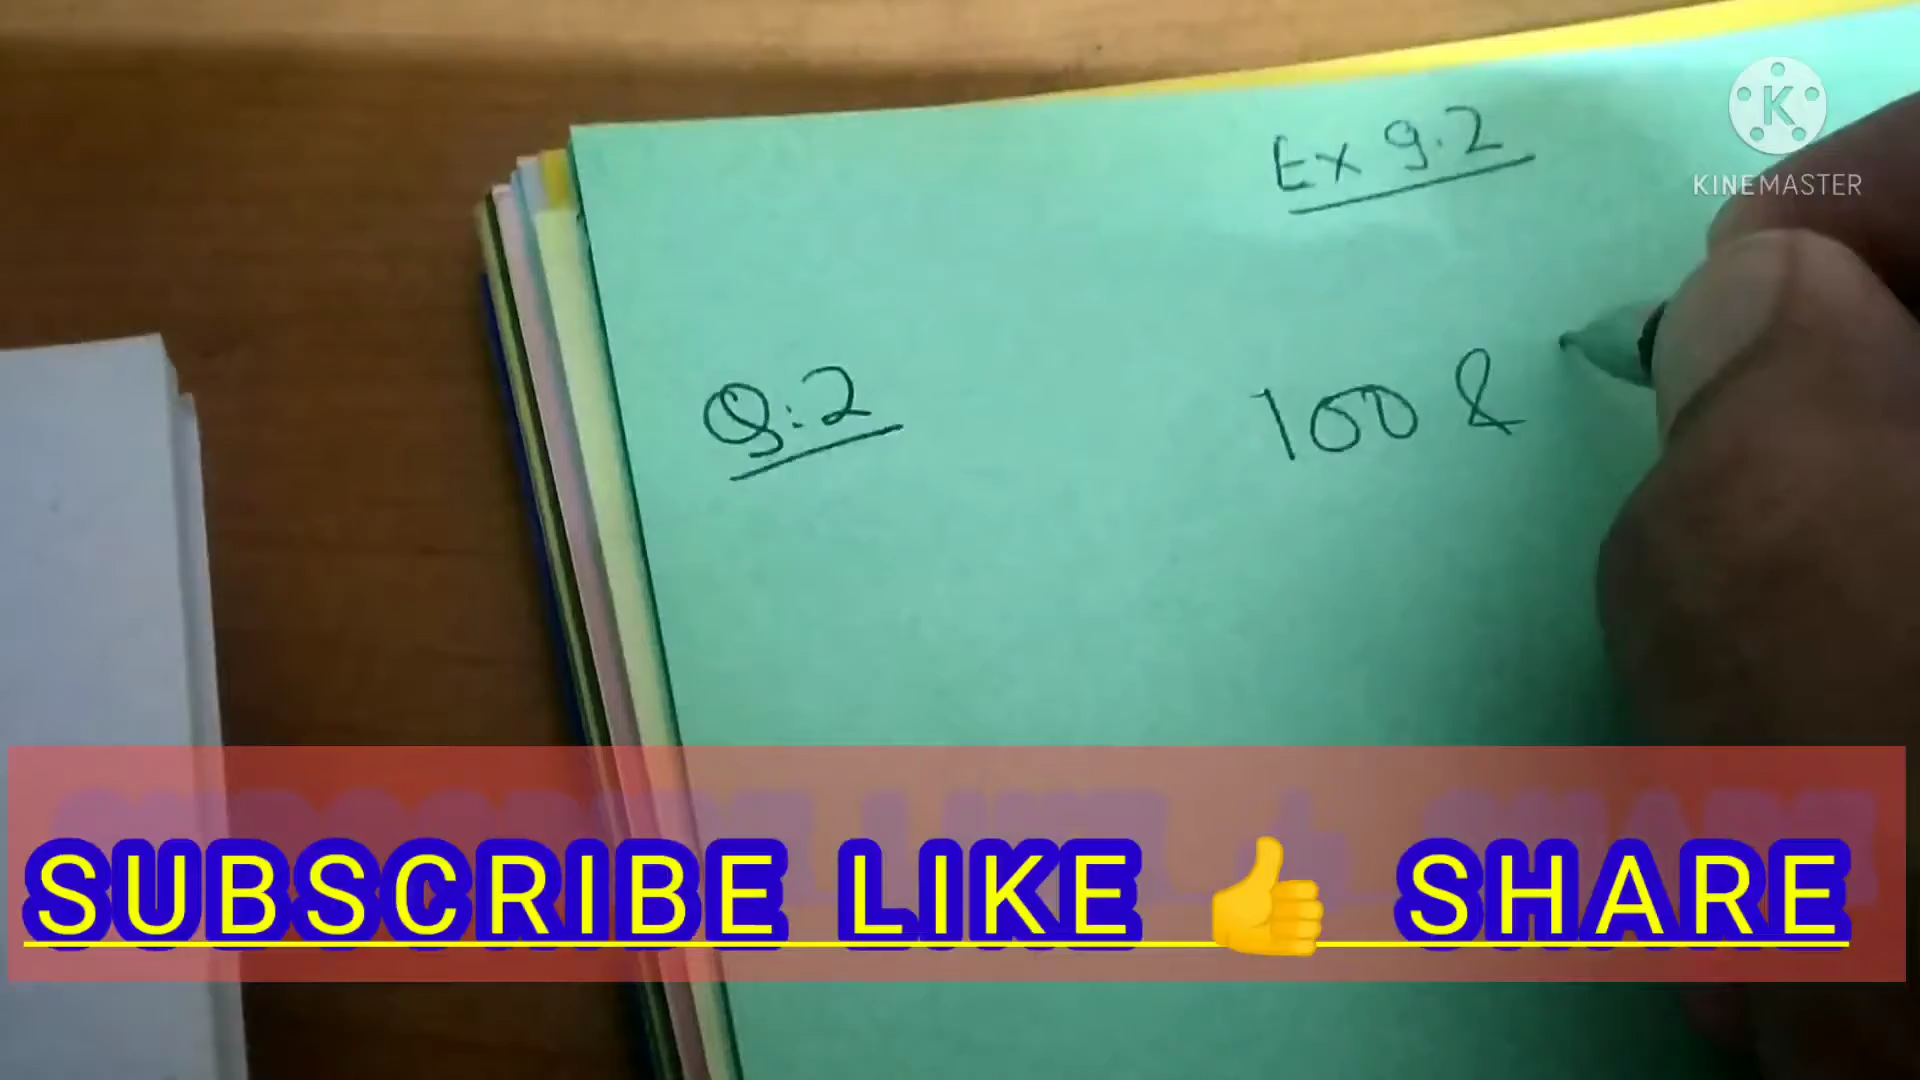 Ex 9.2
KINEMASTER
Q:2
100 &
SUBSCRIBE LIKE 👍 SHARE